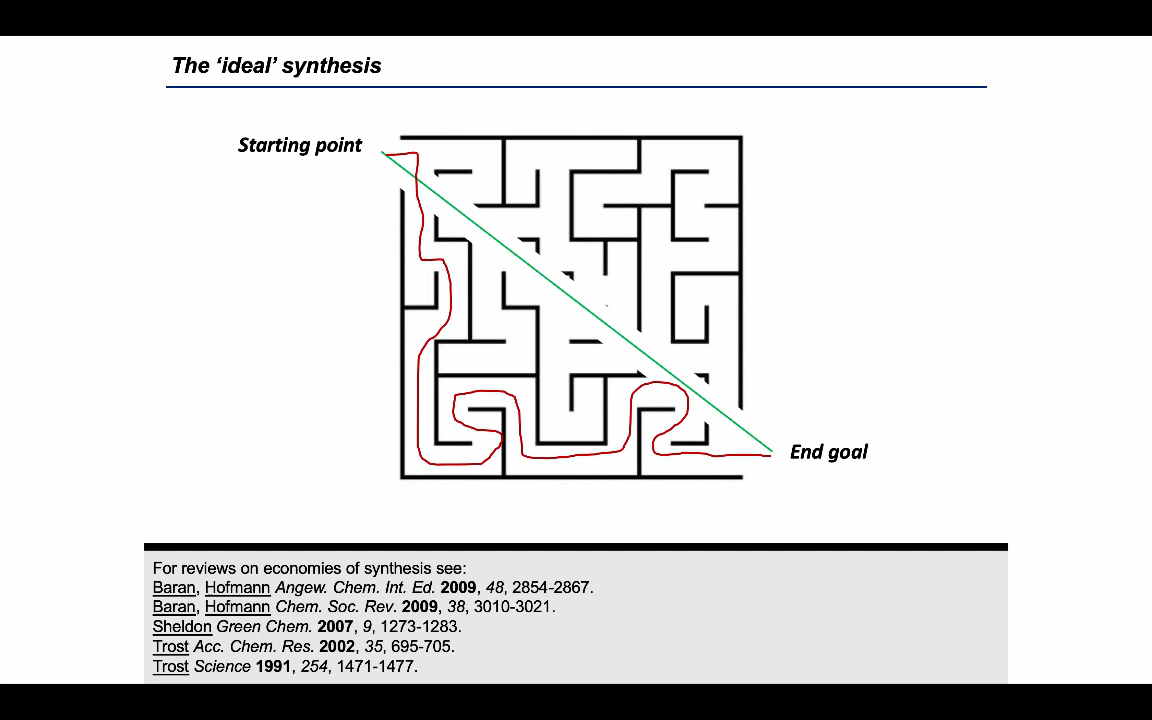 The ‘ideal’ synthesis
Starting point
End goal
For reviews on economies of synthesis see:
Baran, Hofmann Angew. Chem. Int. Ed. 2009, 48, 2854-2867.
Baran, Hofmann Chem. Soc. Rev. 2009, 38, 3010-3021.
Sheldon Green Chem. 2007, 9, 1273-1283.
Trost Acc. Chem. Res. 2002, 35, 695-705.
Trost Science 1991, 254, 1471-1477.